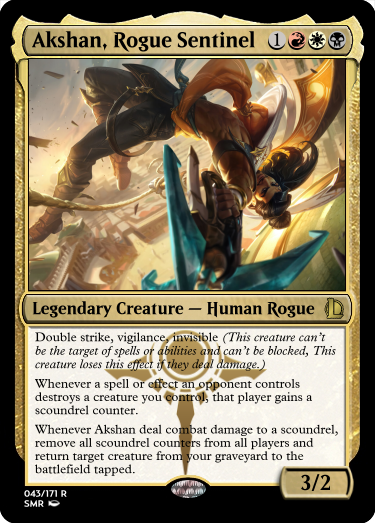 Akshan, Rogue Sentinel 1
Legendary Creature — Human Rogue
Double strike, vigilance, invisible (This creature can't
be the target of spells or abilities and can't be blocked, This
creature loses this effect if they deal damage.)
Whenever a spell or effect an opponent controls
destroys a creature you control, that player gains a
scoundrel counter.
Whenever Akshan deal combat damage to a scoundrel,
remove all scoundrel counters from all players and
return target creature from your graveyard to the
battlefield tapped.
3/2
043/171 R
SMR